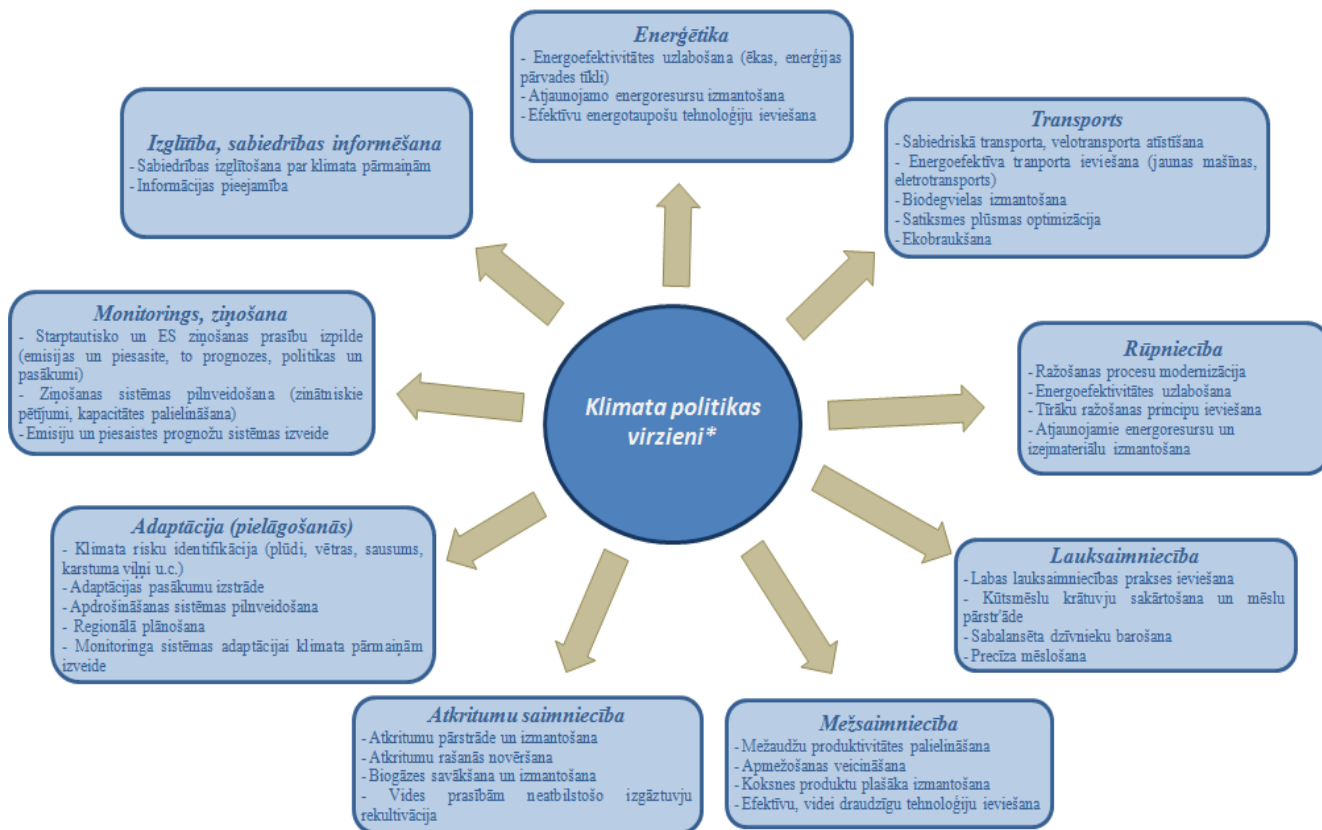 Enerģētika
- Energoefektivitātes uzlabošana (ēkas, enerģijas
pārvades tīkli)
- Atjaunojamo energoresursu izmantošana
- Efektīvu energotaupošu tehnoloģiju ieviešana
Izglītība, sabiedrības informēšana
- Sabiedrības izglītošana par klimata pārmaiņām
- Informācijas pieejamība
Transports
- Sabiedriskā transporta, velotransporta atīstīšana
- Energoefektīva tranporta ieviešana (jaunas mašīnas,
eletrotransports)
- Biodegvielas izmantošana
- Satiksmes plūsmas optimizācija
- Ekobraukšana
Monitorings, ziņošana
- Starptautisko un ES ziņošanas prasību izpilde
(emisijas un piesasite, to prognozes, politikas un
pasākumi)
- Ziņošanas sistēmas pilnveidošana (zinātniskie
pētījumi, kapacitātes palielināšana)
- Emisiju un piesaistes prognožu sistēmas izveide
Klimata politikas
virzieni*
Rūpniecība
- Ražošanas procesu modernizācija
- Energoefektivitātes uzlabošana
- Tīrāku ražošanas principu ieviešana
- Atjaunojamie energoresursu un
izejmateriālu izmantošana
Adaptācija (pielāgošanās)
- Klimata risku identifikācija (plūdi, vētras, sausums,
karstuma viļņi u.c.)
- Adaptācijas pasākumu izstrāde
- Apdrošināšanas sistēmas pilnveidošana
- Regionālā plānošana
- Monitoringa sistēmas adaptācijai klimata pārmaiņām
izveide
Lauksaimniecība
- Labas lauksaimniecības prakses ieviešana
- Kūtsmēslu krātuvju sakārtošana un mēslu
pārstr'āde
- Sabalansēta dzīvnieku barošana
- Precīza mēslošana
Atkritumu saimniecība
- Atkritumu pārstrāde un izmantošana
- Atkritumu rašanās novēršana
- Biogāzes savākšana un izmantošana
- Vides prasībām neatbilstošo izgāztuvju
rekultivācija
Mežsaimniecība
- Mežaudžu produktivitātes palielināšana
- Apmežošanas veicināšana
- Koksnes produktu plašāka izmantošana
- Efektīvu, videi draudzīgu tehnoloģiju ieviešana